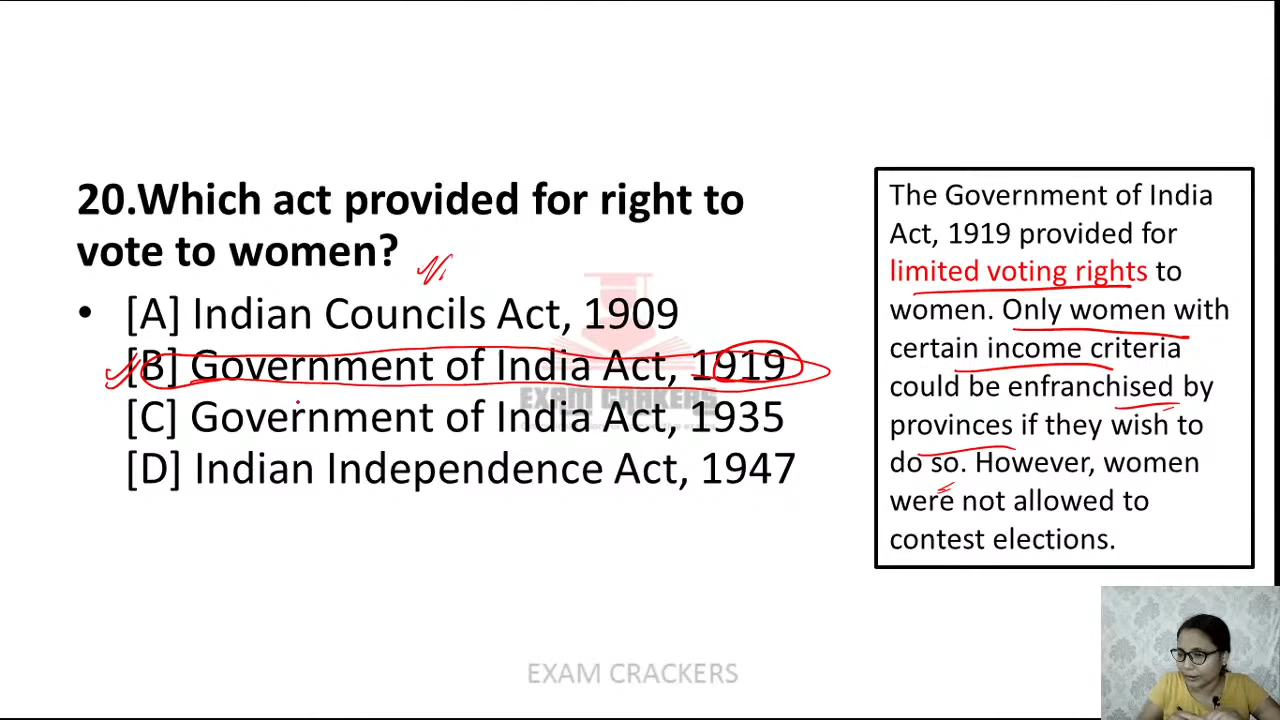 20.Which act provided for right to
vote to women?
• [A] Indian Councils Act, 1909
[B] Government of India Act, 1919
[C] Government of India Act, 1935
[D] Indian Independence Act, 1947
The Government of India
Act, 1919 provided for
limited voting rights to
women. Only women with
certain income criteria
could be enfranchised by
provinces if they wish to
do so. However, women
were not allowed to
contest elections.
EXAM CRACKERS
EXAM CRACKERS